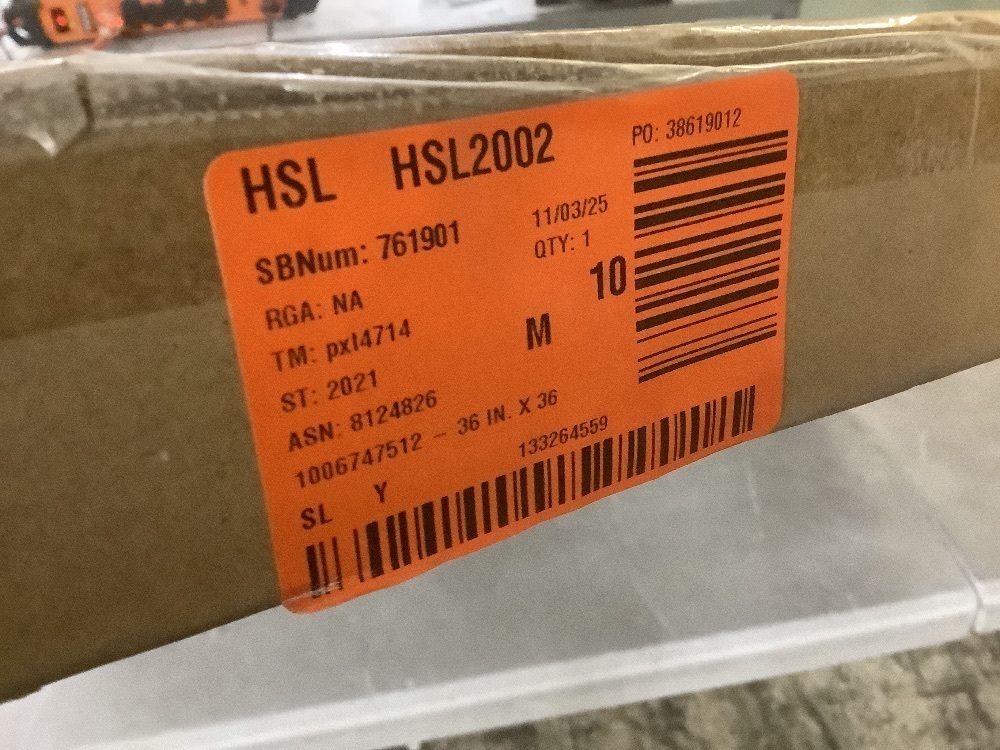 HSL HSL2002
PO: 38619012
SBNum: 761901
11/03/25
RGA: NA
QTY: 1
10
TM: pxl4714
M
ST: 2021
ASN: 8124826
1006747512 - 36 IN. X 36
SL Y
133264559